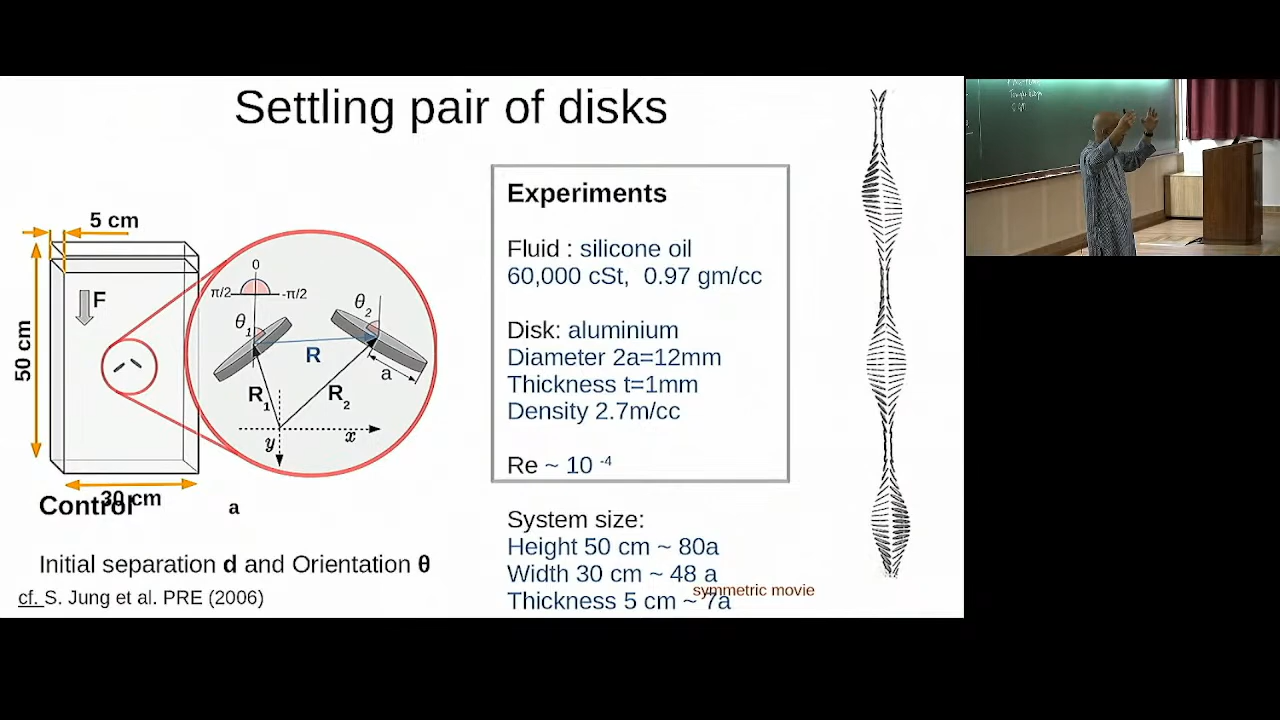 Settling pair of disks
5 cm
50 cm
F
30 cm
0
π/2
-π/2
θ1
θ2
R
a
R1
R2
x
y
Control
a
Initial separation d and Orientation θ
cf. S. Jung et al. PRE (2006)
Experiments
Fluid : silicone oil
60,000 cSt, 0.97 gm/cc
Disk: aluminium
Diameter 2a=12mm
Thickness t=1mm
Density 2.7m/cc
Re ~ 10 -4
System size:
Height 50 cm ~ 80a
Width 30 cm ~ 48 a
Thickness 5 cm ~ 7a
symmetric movie